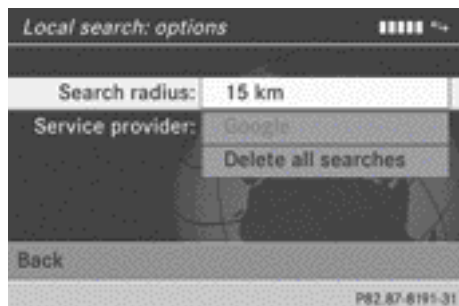 Local search: options
Search radius: 15 km
Service provider: Google
Delete all searches
Back
P82.87-8191-31